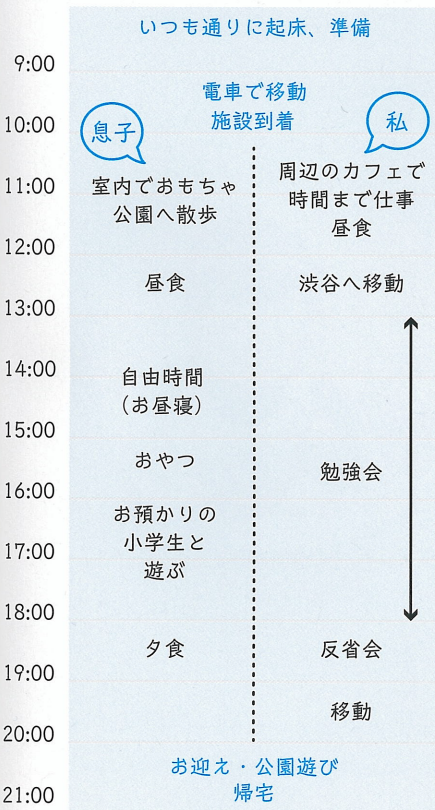 いつも通りに起床、準備
9:00
電車で移動
施設到着
10:00
息子
私
11:00
室内でおもちゃ
公園へ散歩
周辺のカフェで
時間まで仕事
昼食
12:00
昼食
渋谷へ移動
13:00
14:00
自由時間
(お昼寝)
15:00
おやつ
勉強会
16:00
お預かりの
小学生と
遊ぶ
17:00
18:00
夕食
反省会
19:00
移動
20:00
お迎え・公園遊び
帰宅
21:00